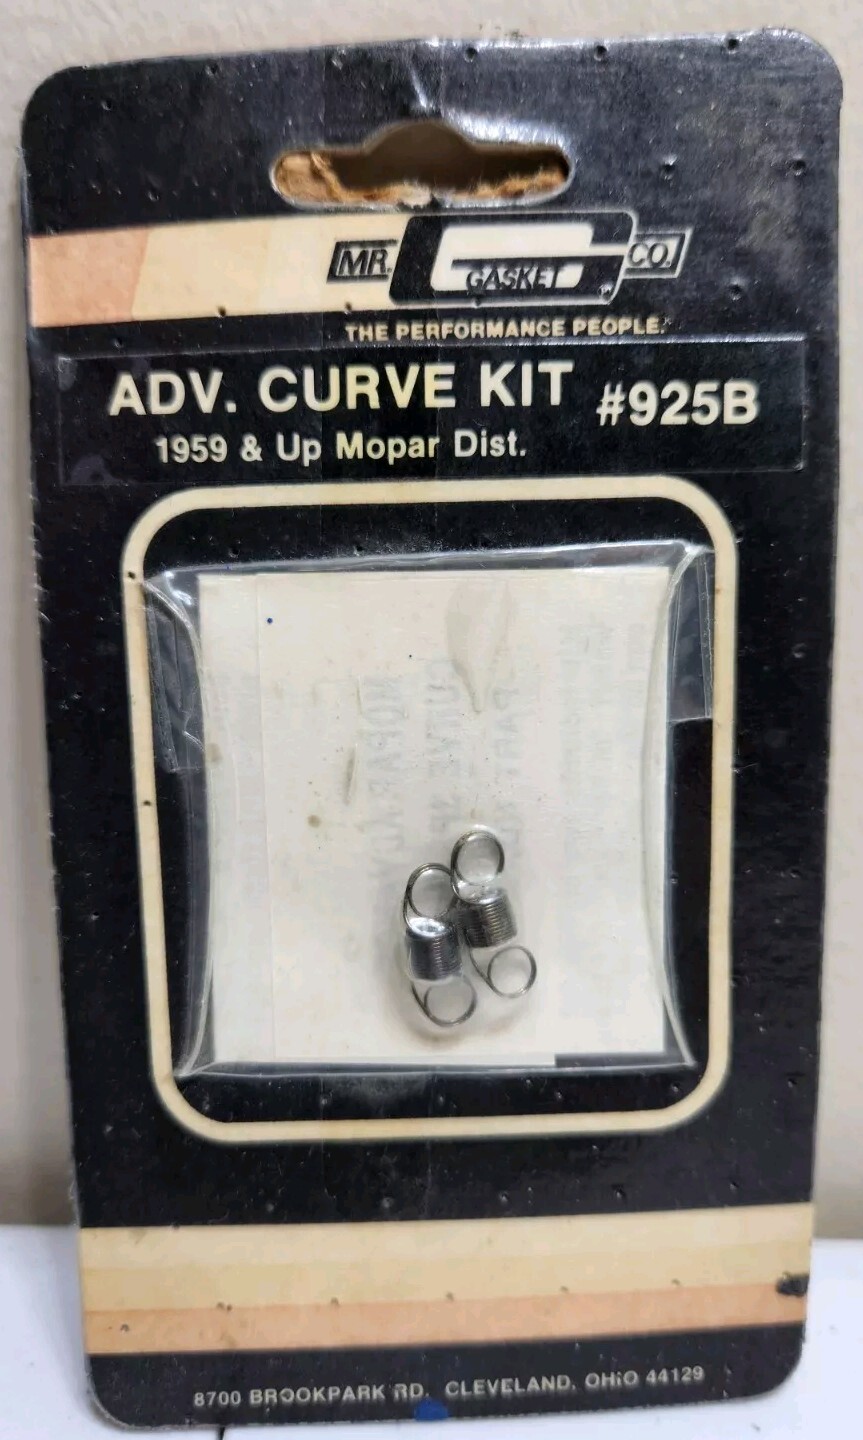 MR. GASKET CO.
THE PERFORMANCE PEOPLE.
ADV. CURVE KIT #925B
1959 & Up Mopar Dist.
8700 BROOKPARK RD. CLEVELAND, OHIO 44129